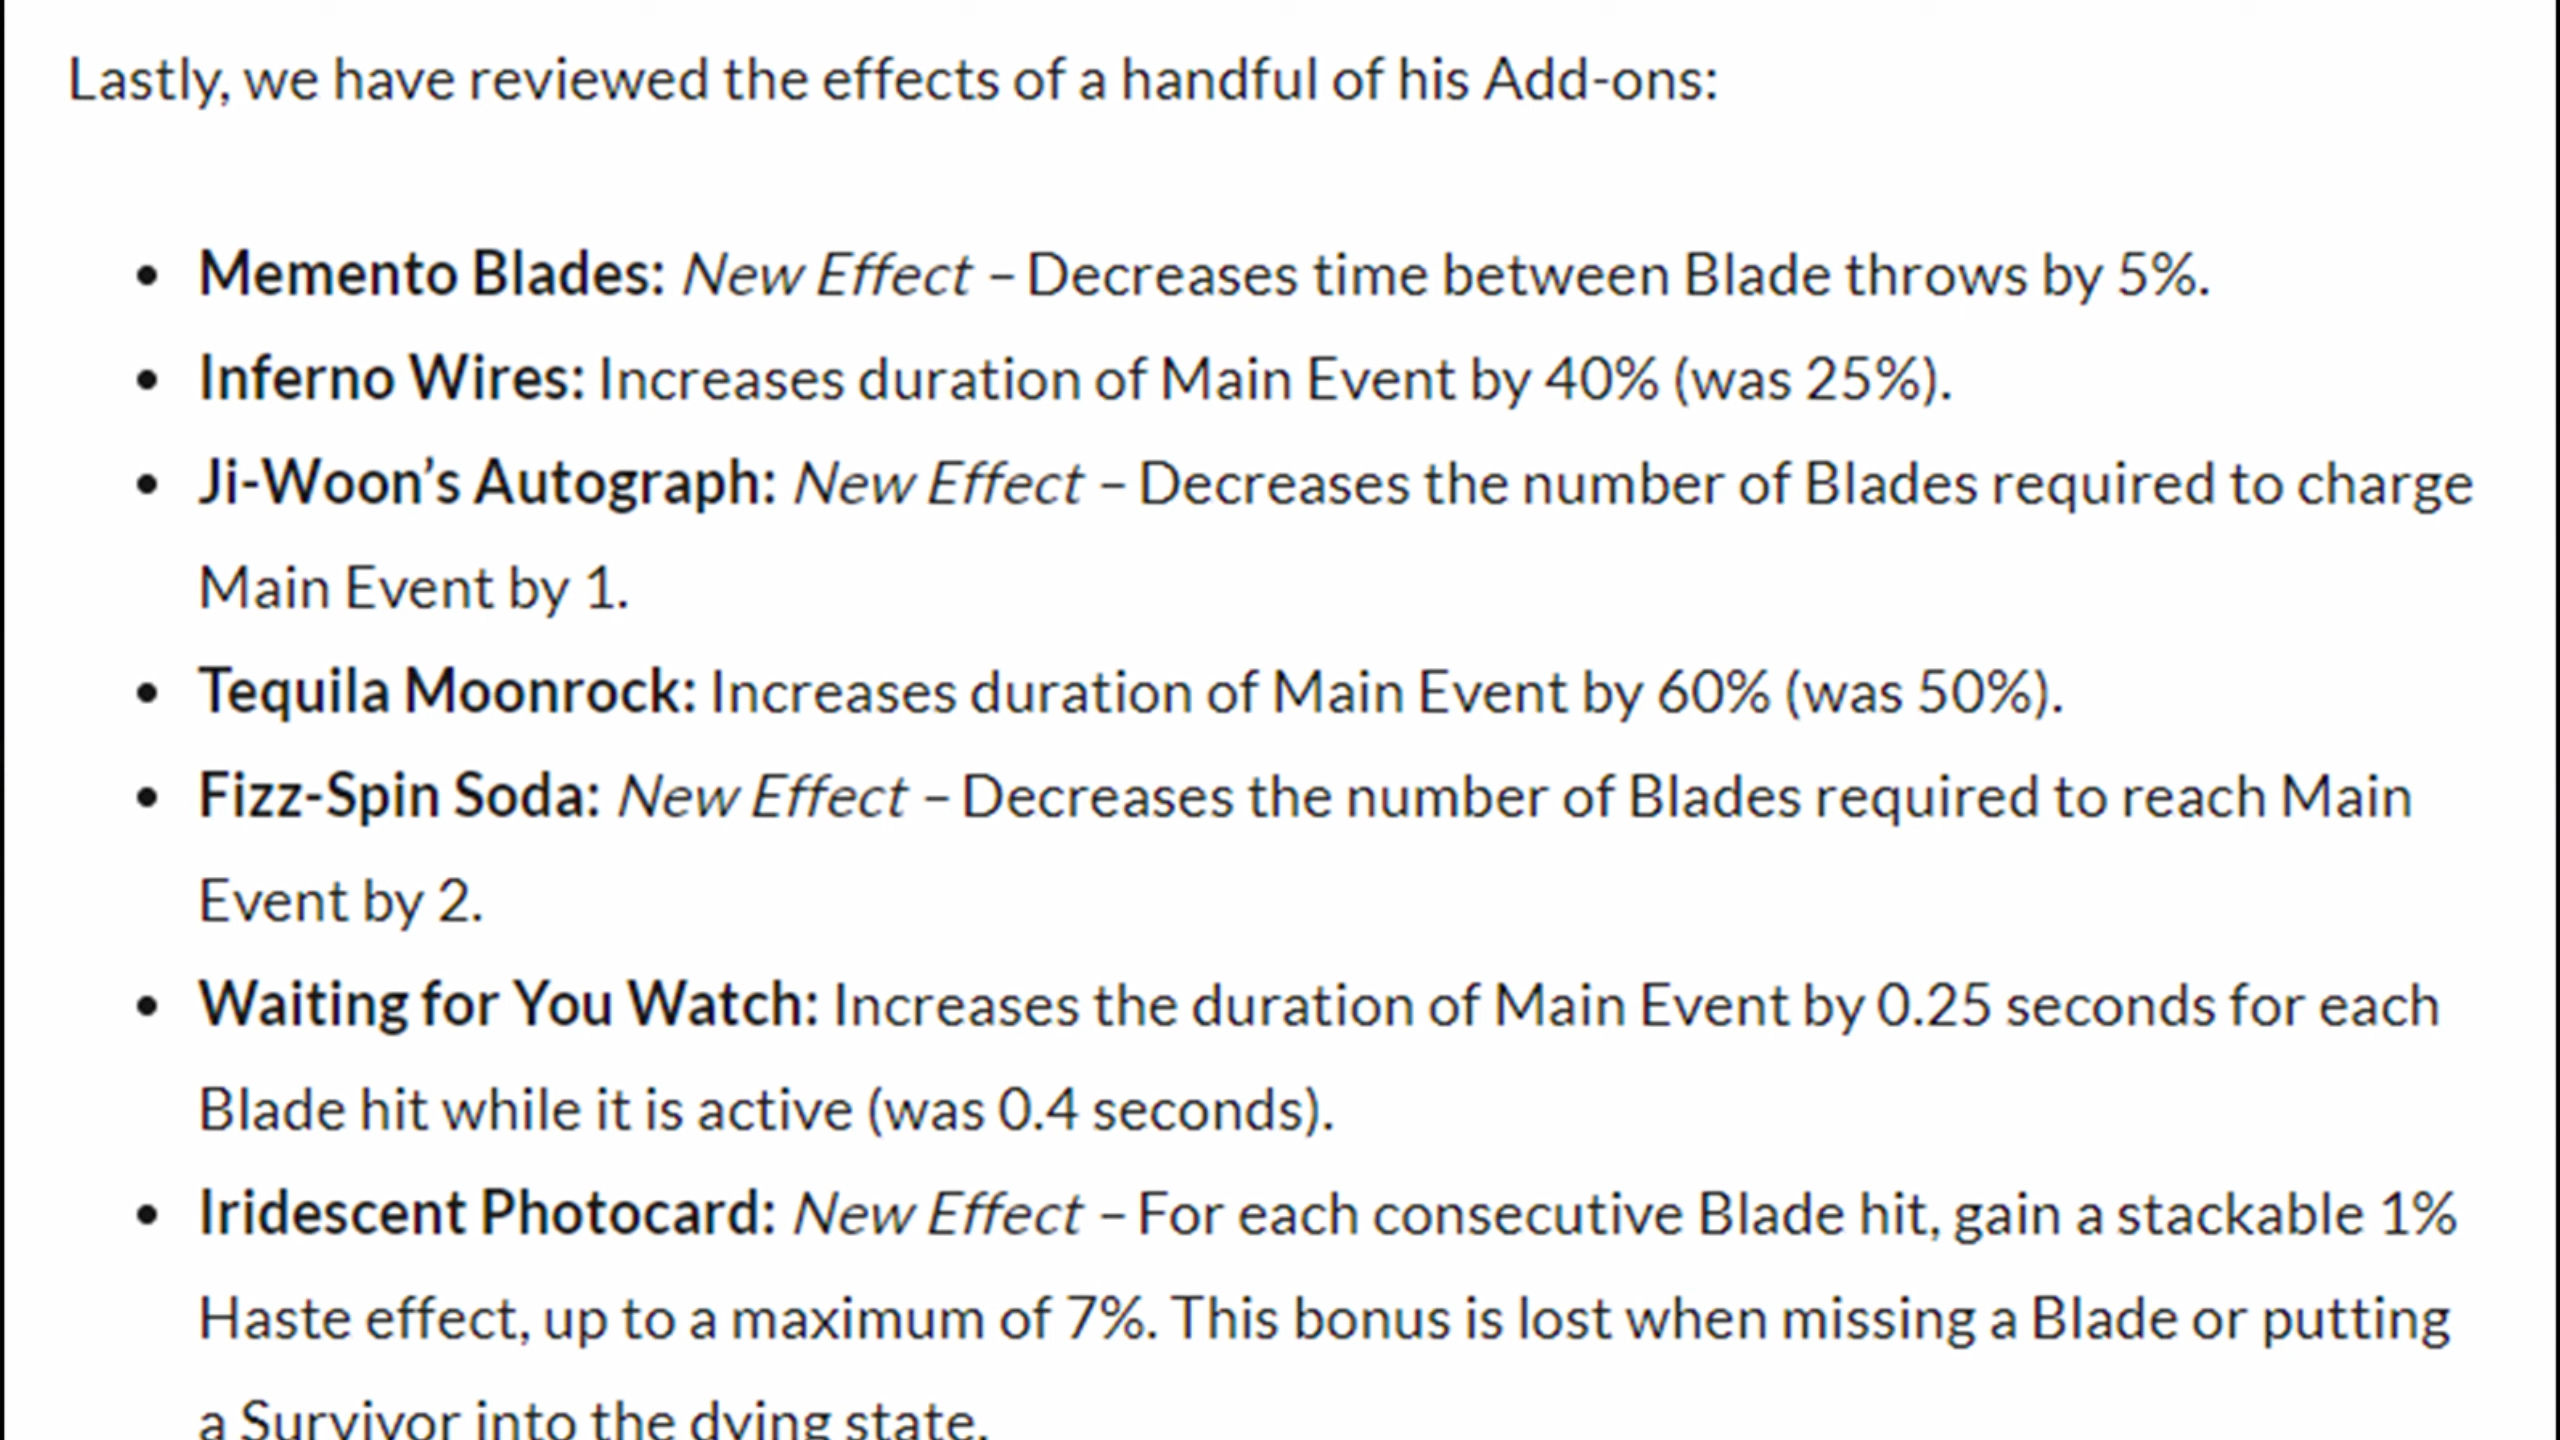 Lastly, we have reviewed the effects of a handful of his Add-ons:
• Memento Blades: New Effect – Decreases time between Blade throws by 5%.
• Inferno Wires: Increases duration of Main Event by 40% (was 25%).
• Ji-Woon’s Autograph: New Effect – Decreases the number of Blades required to charge
Main Event by 1.
• Tequila Moonrock: Increases duration of Main Event by 60% (was 50%).
• Fizz-Spin Soda: New Effect – Decreases the number of Blades required to reach Main
Event by 2.
• Waiting for You Watch: Increases the duration of Main Event by 0.25 seconds for each
Blade hit while it is active (was 0.4 seconds).
• Iridescent Photocard: New Effect – For each consecutive Blade hit, gain a stackable 1%
Haste effect, up to a maximum of 7%. This bonus is lost when missing a Blade or putting
a Survivor into the dying state.